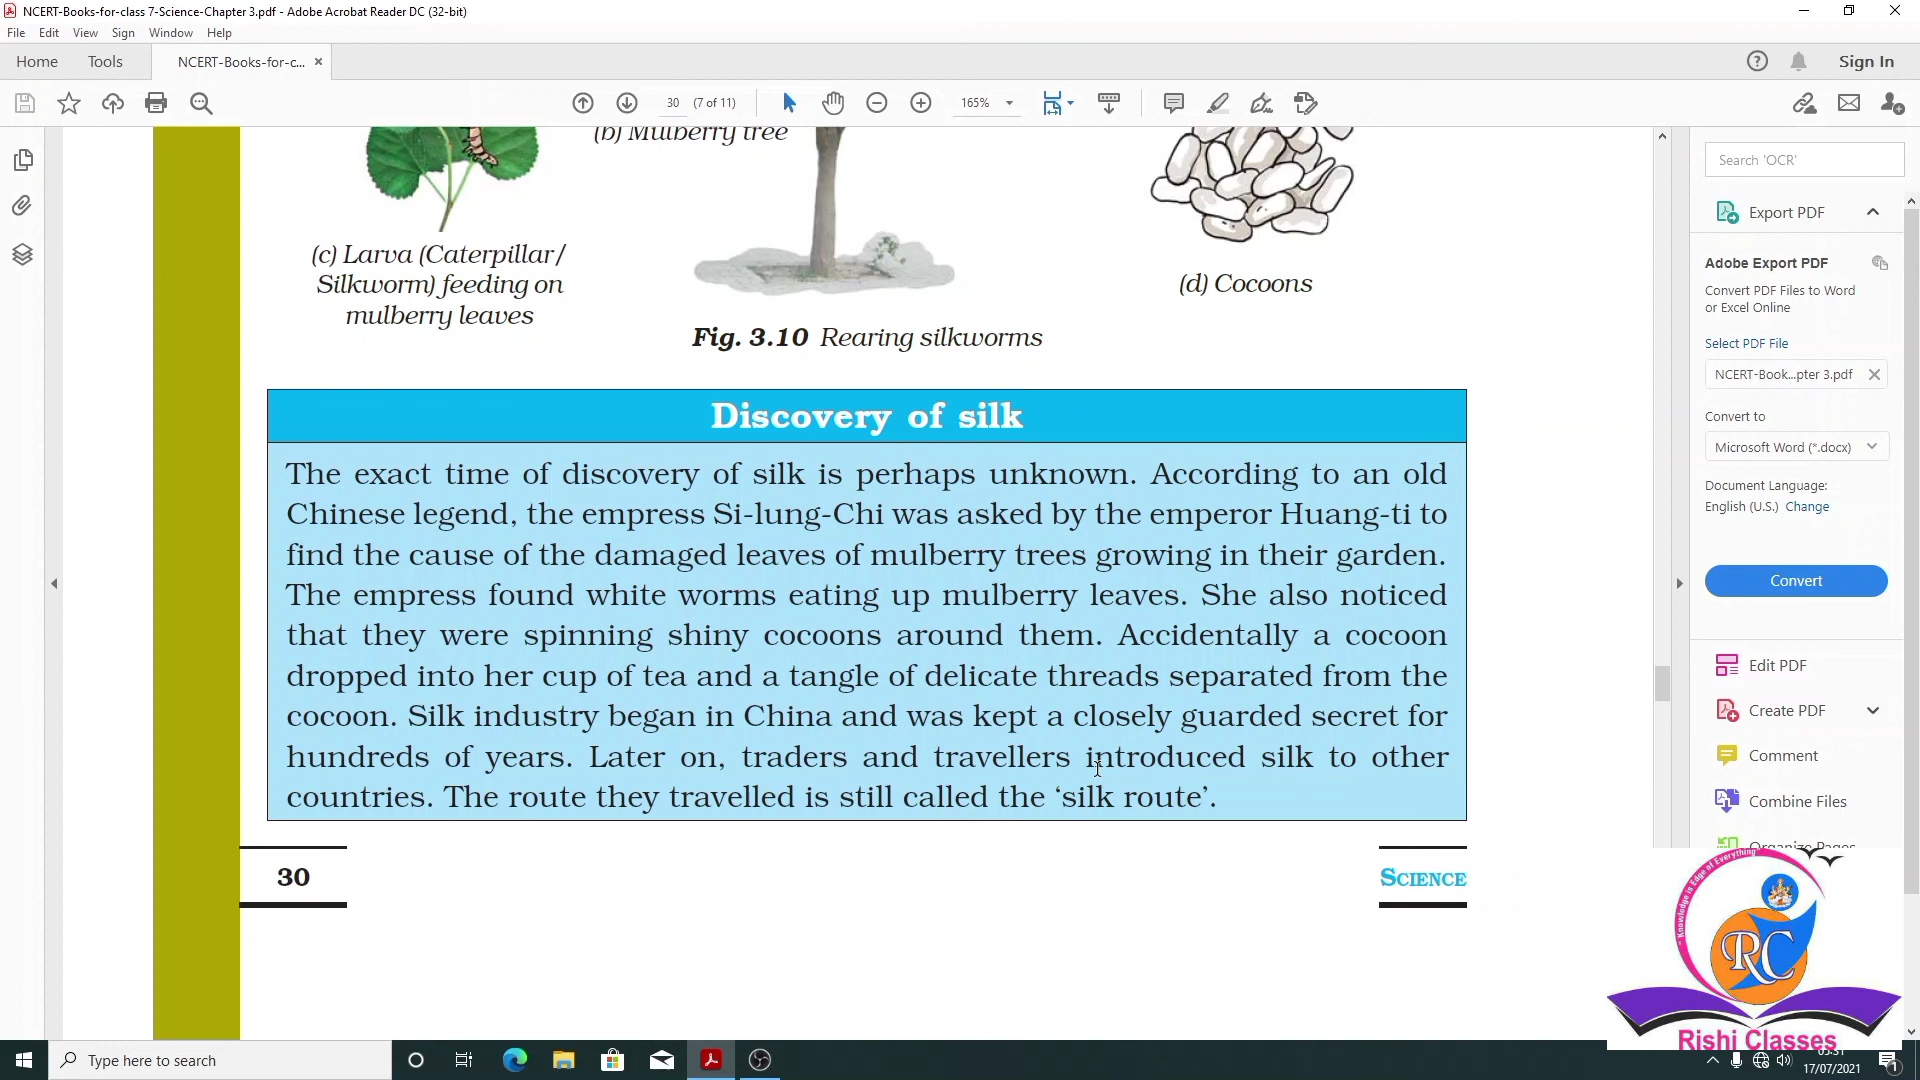 NCERT-Books-for-class 7-Science-Chapter 3.pdf - Adobe Acrobat Reader DC (32-bit)
File Edit View Sign Window Help
Home Tools NCERT-Books-for-c... × Sign In
30 (7 of 11) 165%
(b) Mulberry tree
(c) Larva (Caterpillar/
Silkworm) feeding on
mulberry leaves
(d) Cocoons
Fig. 3.10 Rearing silkworms
Discovery of silk
The exact time of discovery of silk is perhaps unknown. According to an old
Chinese legend, the empress Si-lung-Chi was asked by the emperor Huang-ti to
find the cause of the damaged leaves of mulberry trees growing in their garden.
The empress found white worms eating up mulberry leaves. She also noticed
that they were spinning shiny cocoons around them. Accidentally a cocoon
dropped into her cup of tea and a tangle of delicate threads separated from the
cocoon. Silk industry began in China and was kept a closely guarded secret for
hundreds of years. Later on, traders and travellers introduced silk to other
countries. The route they travelled is still called the ‘silk route’.
30
SCIENCE
Search 'OCR'
Export PDF
Adobe Export PDF
Convert PDF Files to Word
or Excel Online
Select PDF File
NCERT-Book...pter 3.pdf
Convert to
Microsoft Word (*.docx)
Document Language:
English (U.S.) Change
Convert
Edit PDF
Create PDF
Comment
Combine Files
Organize Pages
"Knowledge is Edge of Everything"
RC
Rishi Classes
Type here to search
05:31
17/07/2021
1